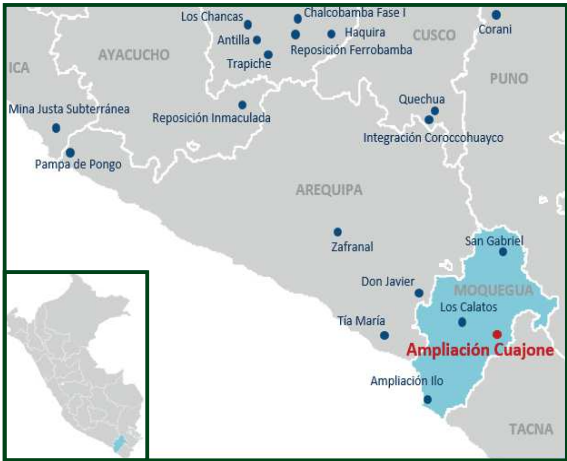 Los Chancas
Chalcobamba Fase I
Antilla
Haquira
Corani
Reposición Ferrobamba
Trapiche
CUSCO
AYACUCHO
ICA
PUNO
Mina Justa Subterránea
Reposición Inmaculada
Quechua
Integración Coroccohuayco
Pampa de Pongo
AREQUIPA
Zafranal
San Gabriel
Don Javier
MOQUEGUA
Los Calatos
Tía María
Ampliación Cuajone
Ampliación Ilo
TACNA